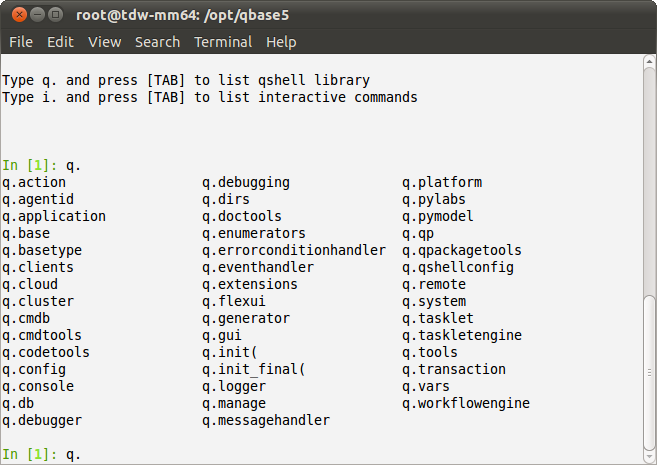 root@tdw-mm64: /opt/qbase5
File Edit View Search Terminal Help
Type q. and press [TAB] to list qshell library
Type i. and press [TAB] to list interactive commands
In [1]: q.
q.action q.debugging q.platform
q.agentid q.dirs q.pylabs
q.application q.doctools q.pymodel
q.base q.enumerators q.qp
q.basetype q.errorconditionhandler q.qpackagetools
q.clients q.eventhandler q.qshellconfig
q.cloud q.extensions q.remote
q.cluster q.flexui q.system
q.cmdb q.generator q.tasklet
q.cmdtools q.gui q.taskletengine
q.codetools q.init( q.tools
q.config q.init_final( q.transaction
q.console q.logger q.vars
q.db q.manage q.workflowengine
q.debugger q.messagehandler
In [1]: q.